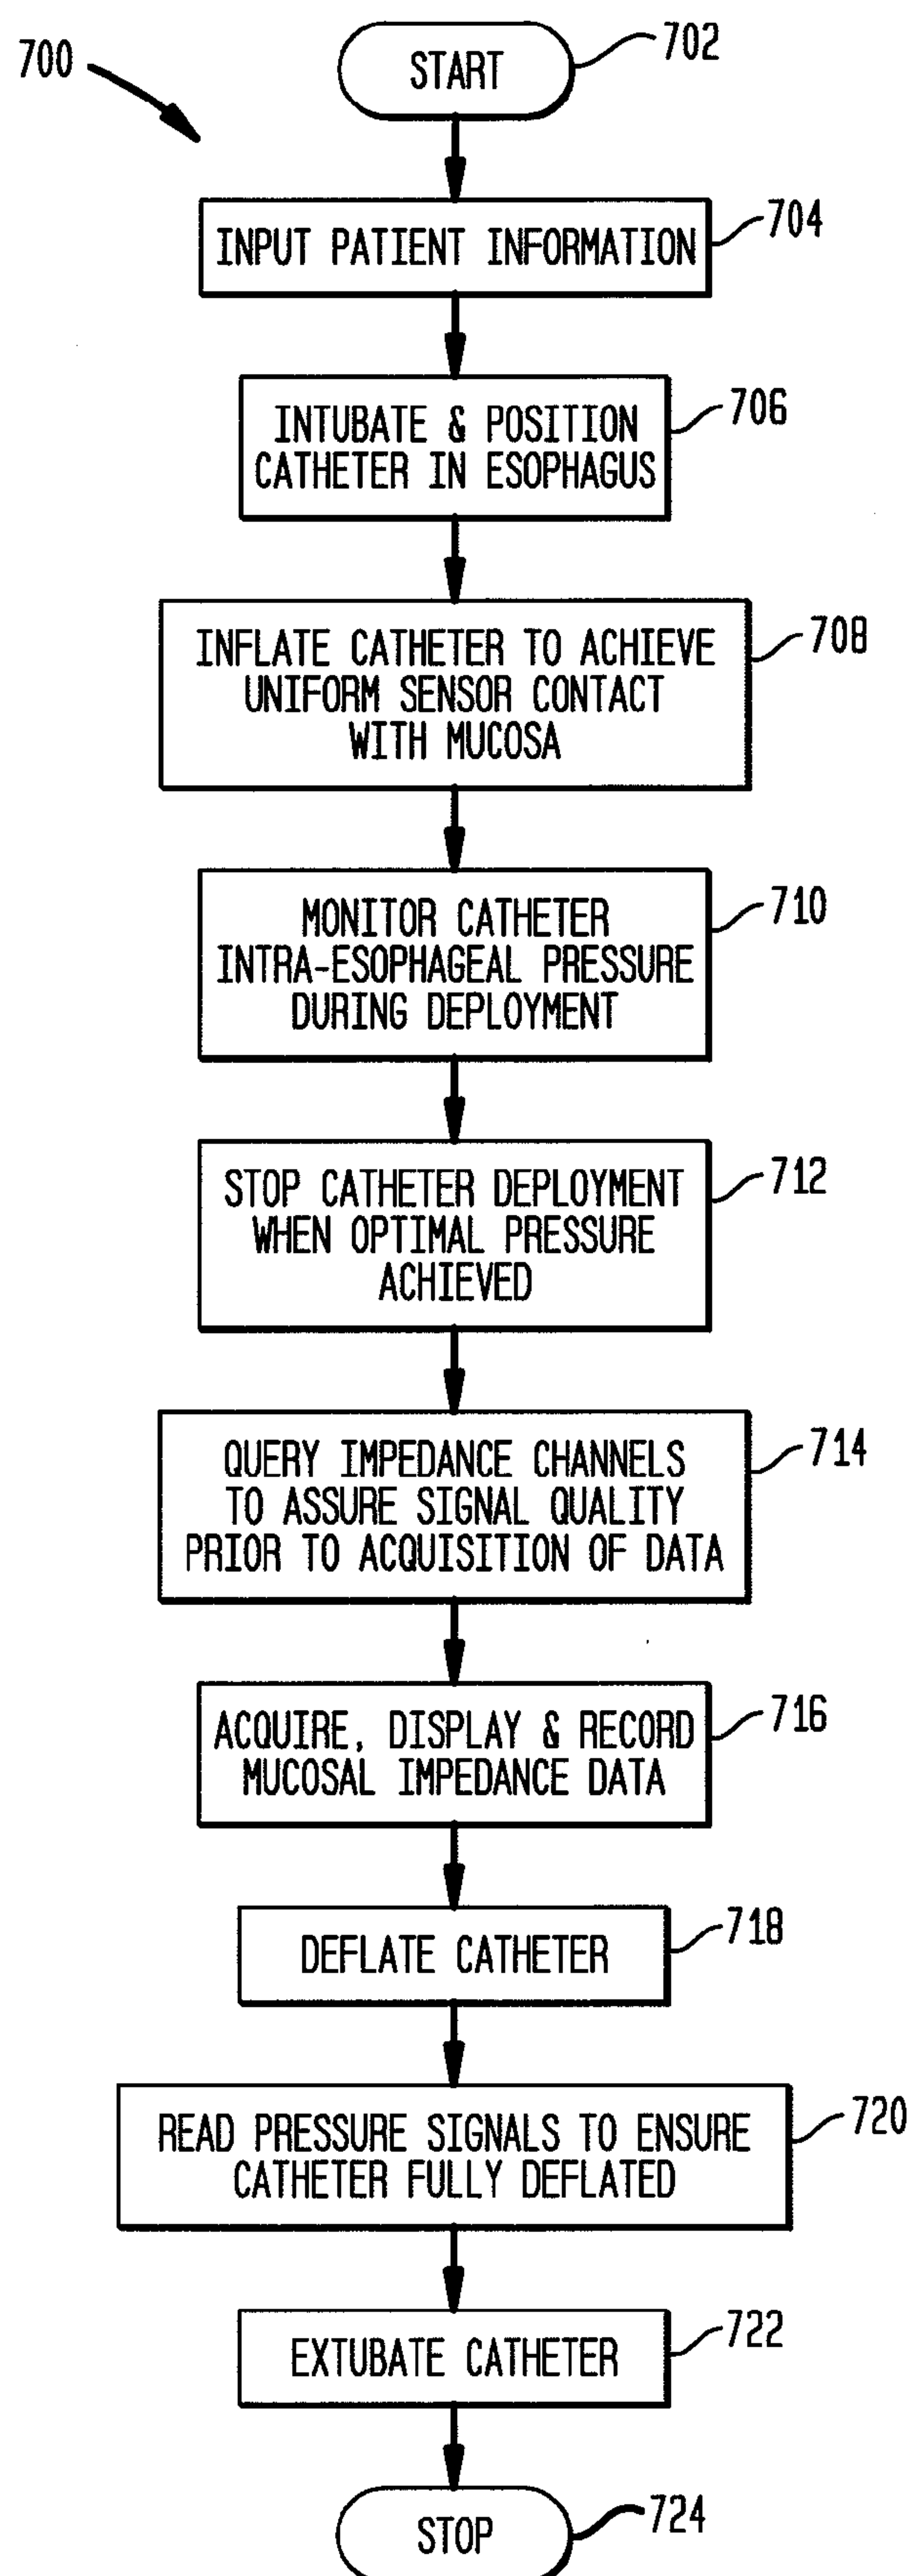 700
START
702
INPUT PATIENT INFORMATION
704
INTUBATE & POSITION
CATHETER IN ESOPHAGUS
706
INFLATE CATHETER TO ACHIEVE
UNIFORM SENSOR CONTACT
WITH MUCOSA
708
MONITOR CATHETER
INTRA-ESOPHAGEAL PRESSURE
DURING DEPLOYMENT
710
STOP CATHETER DEPLOYMENT
WHEN OPTIMAL PRESSURE
ACHIEVED
712
QUERY IMPEDANCE CHANNELS
TO ASSURE SIGNAL QUALITY
PRIOR TO ACQUISITION OF DATA
714
ACQUIRE, DISPLAY & RECORD
MUCOSAL IMPEDANCE DATA
716
DEFLATE CATHETER
718
READ PRESSURE SIGNALS TO ENSURE
CATHETER FULLY DEFLATED
720
EXTUBATE CATHETER
722
STOP
724